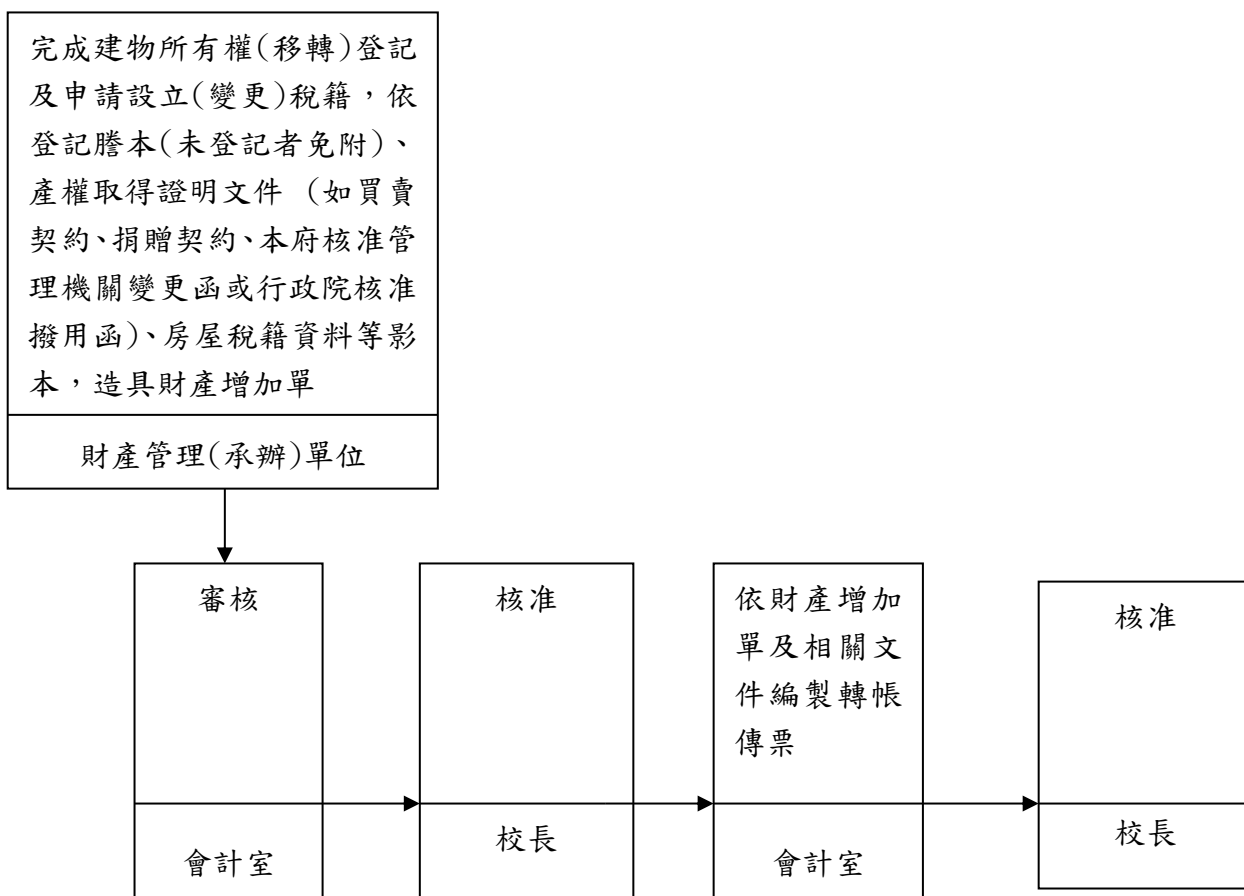 完成建物所有權(移轉)登記
及申請設立(變更)稅籍，依
登記謄本(未登記者免附)、
產權取得證明文件 (如買賣
契約、捐贈契約、本府核准管
理機關變更函或行政院核准
撥用函)、房屋稅籍資料等影
本，造具財產增加單
財產管理(承辦)單位
審核
會計室
核准
校長
依財產增加
單及相關文
件編製轉帳
傳票
會計室
核准
校長